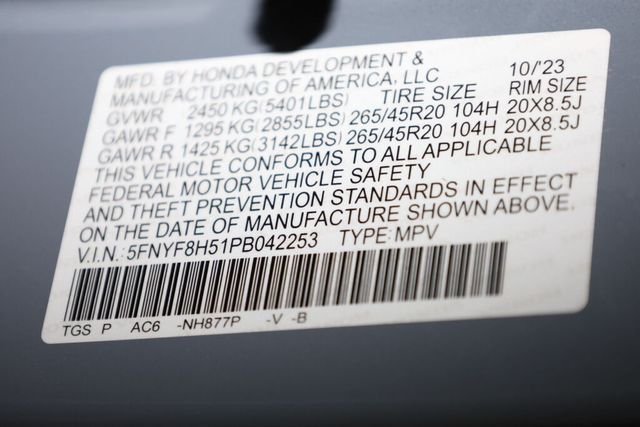 MFD. BY HONDA DEVELOPMENT &
MANUFACTURING OF AMERICA, LLC 10/'23
GVWR 2450 KG(5401LBS) TIRE SIZE RIM SIZE
GAWR F 1295 KG(2855LBS) 265/45R20 104H 20X8.5J
GAWR R 1425 KG(3142LBS) 265/45R20 104H 20X8.5J
THIS VEHICLE CONFORMS TO ALL APPLICABLE
FEDERAL MOTOR VEHICLE SAFETY
AND THEFT PREVENTION STANDARDS IN EFFECT
ON THE DATE OF MANUFACTURE SHOWN ABOVE.
V.I.N.: 5FNYF8H51PB042253 TYPE: MPV
TGS P AC6 -NH877P -V -B